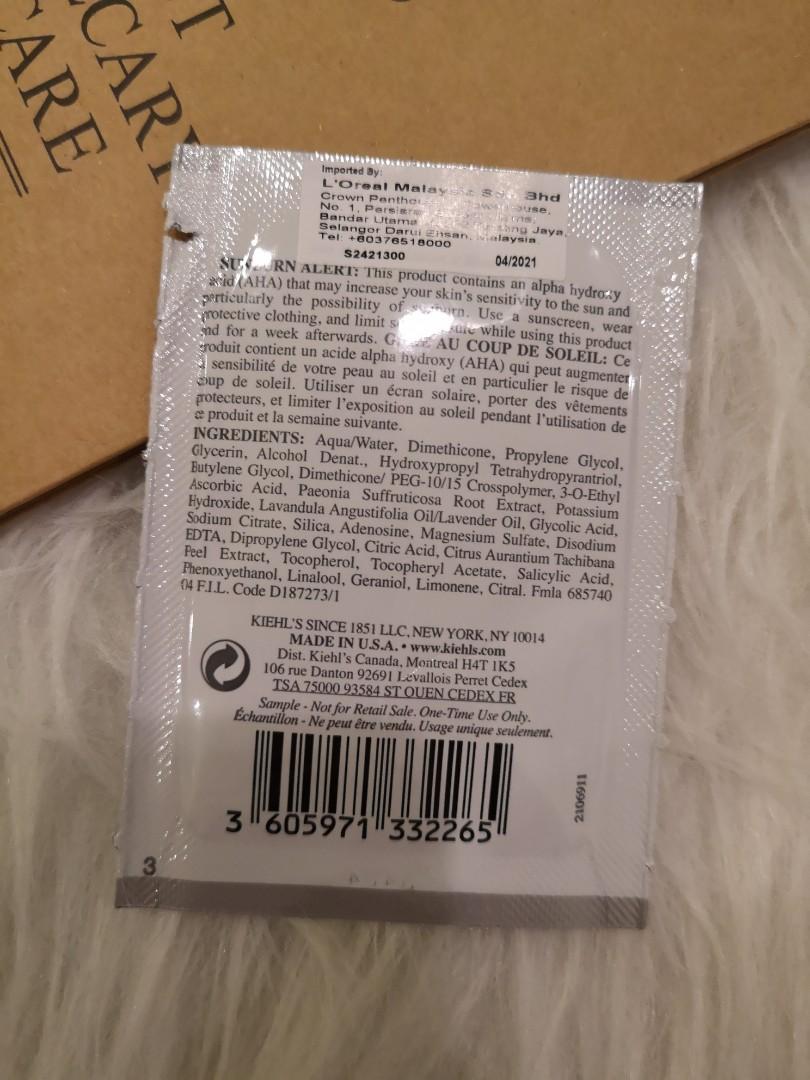 CARE
ARE
Imported By:
L'Oreal Malaysia Bhd
Crown Penthouse,
No. 1,
Bandar Utama Jaya,
Selangor Darul Ehsan, Malaysia
Tel: +60376518000
S2421300 04/2021
SUNBURN ALERT: This product contains an alpha hydroxy
acid (AHA) that may increase your skin's sensitivity to the sun and
particularly the possibility of sunburn. Use a sunscreen, wear
protective clothing, and limit while using this product
and for a week afterwards. AU COUP DE SOLEIL: Ce
produit contient un acide alpha hydroxy (AHA) qui peut augmenter
sensibilité de votre peau au soleil et en particulier le risque de
coup de soleil. Utiliser un écran solaire, porter des vêtements
protecteurs, et limiter l'exposition au soleil pendant l'utilisation de
ce produit et la semaine suivante.
INGREDIENTS: Aqua/Water, Dimethicone, Propylene Glycol,
Glycerin, Alcohol Denat., Hydroxypropyl Tetrahydropyrantriol,
Butylene Glycol, Dimethicone/ PEG-10/15 Crosspolymer, 3-O-Ethyl
Ascorbic Acid, Paeonia Suffruticosa Root Extract, Potassium
Hydroxide, Lavandula Angustifolia Oil/Lavender Oil, Glycolic Acid,
Sodium Citrate, Silica, Adenosine, Magnesium Sulfate, Disodium
EDTA, Dipropylene Glycol, Citric Acid, Citrus Aurantium Tachibana
Peel Extract, Tocopherol, Tocopheryl Acetate, Salicylic Acid,
Phenoxyethanol, Linalool, Geraniol, Limonene, Citral. Fmla 685740
04 F.I.L. Code D187273/1
KIEHL'S SINCE 1851 LLC, NEW YORK, NY 10014
MADE IN U.S.A. • www.kiehls.com
Dist. Kiehl's Canada, Montreal H4T 1K5
106 rue Danton 92691 Levallois Perret Cedex
TSA 75000 93584 ST OUEN CEDEX FR
Sample - Not for Retail Sale. One-Time Use Only.
Échantillon - Ne peut être vendu. Usage unique seulement.
3 605971 332265
2106911
3